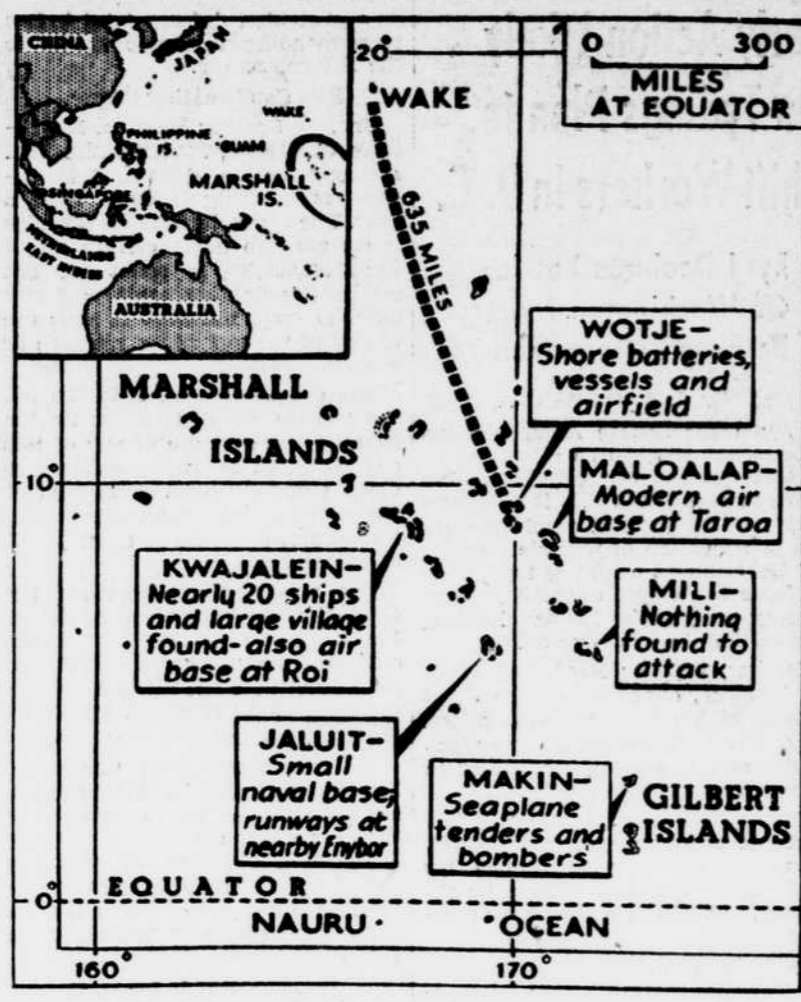 CHINA
JAPAN
PHILIPPINE
IS.
WAKE
GUAM
MARSHALL
IS.
SINGAPORE
NETHERLANDS
EAST INDIES
AUSTRALIA
20°
WAKE
0 300
MILES
AT EQUATOR
635 MILES
MARSHALL
ISLANDS
10°
WOTJE-
Shore batteries,
vessels and
airfield
MALOALAP-
Modern air
base at Taroa
KWAJALEIN-
Nearly 20 ships
and large village
found-also air
base at Roi
MILI-
Nothing
found to
attack
JALUIT-
Small
naval base;
runways at
nearby Enybor
MAKIN-
Seaplane
tenders and
bombers
GILBERT
ISLANDS
EQUATOR
0°
NAURU
OCEAN
160°
170°